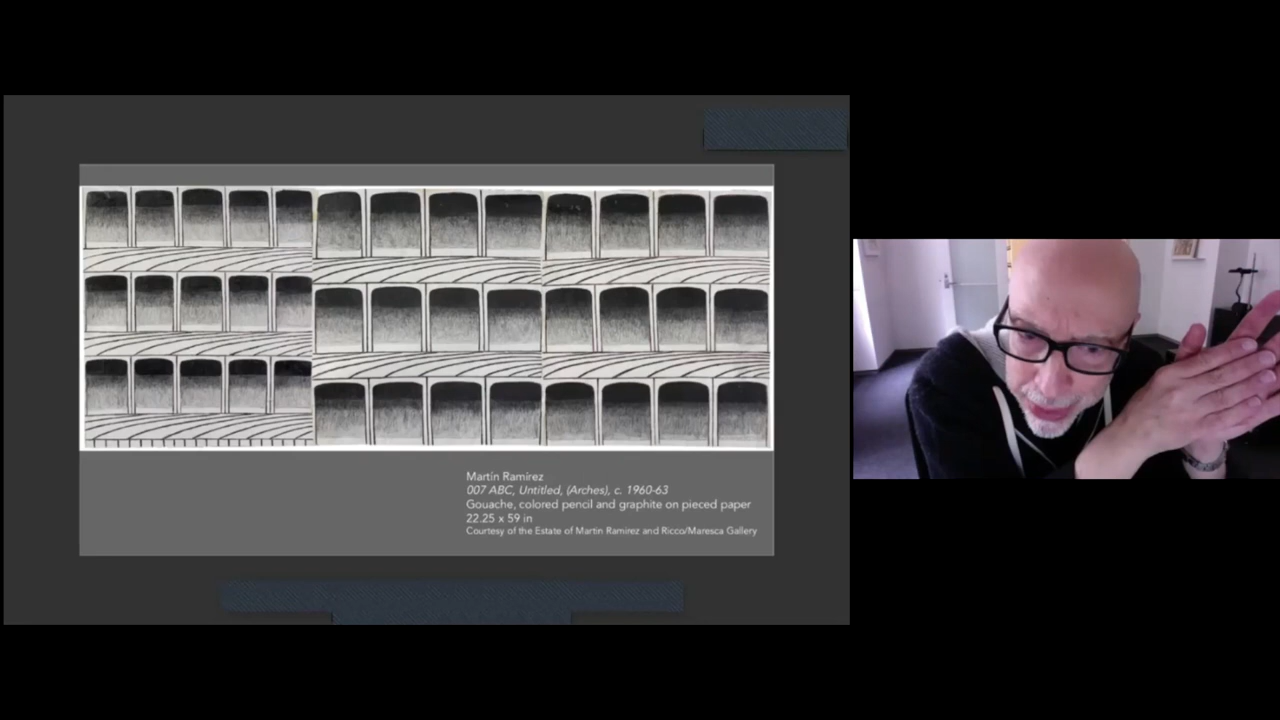 Martín Ramírez
007 ABC, Untitled, (Arches), c. 1960-63
Gouache, colored pencil and graphite on pieced paper
22.25 x 59 in
Courtesy of the Estate of Martin Ramírez and Ricco/Maresca Gallery